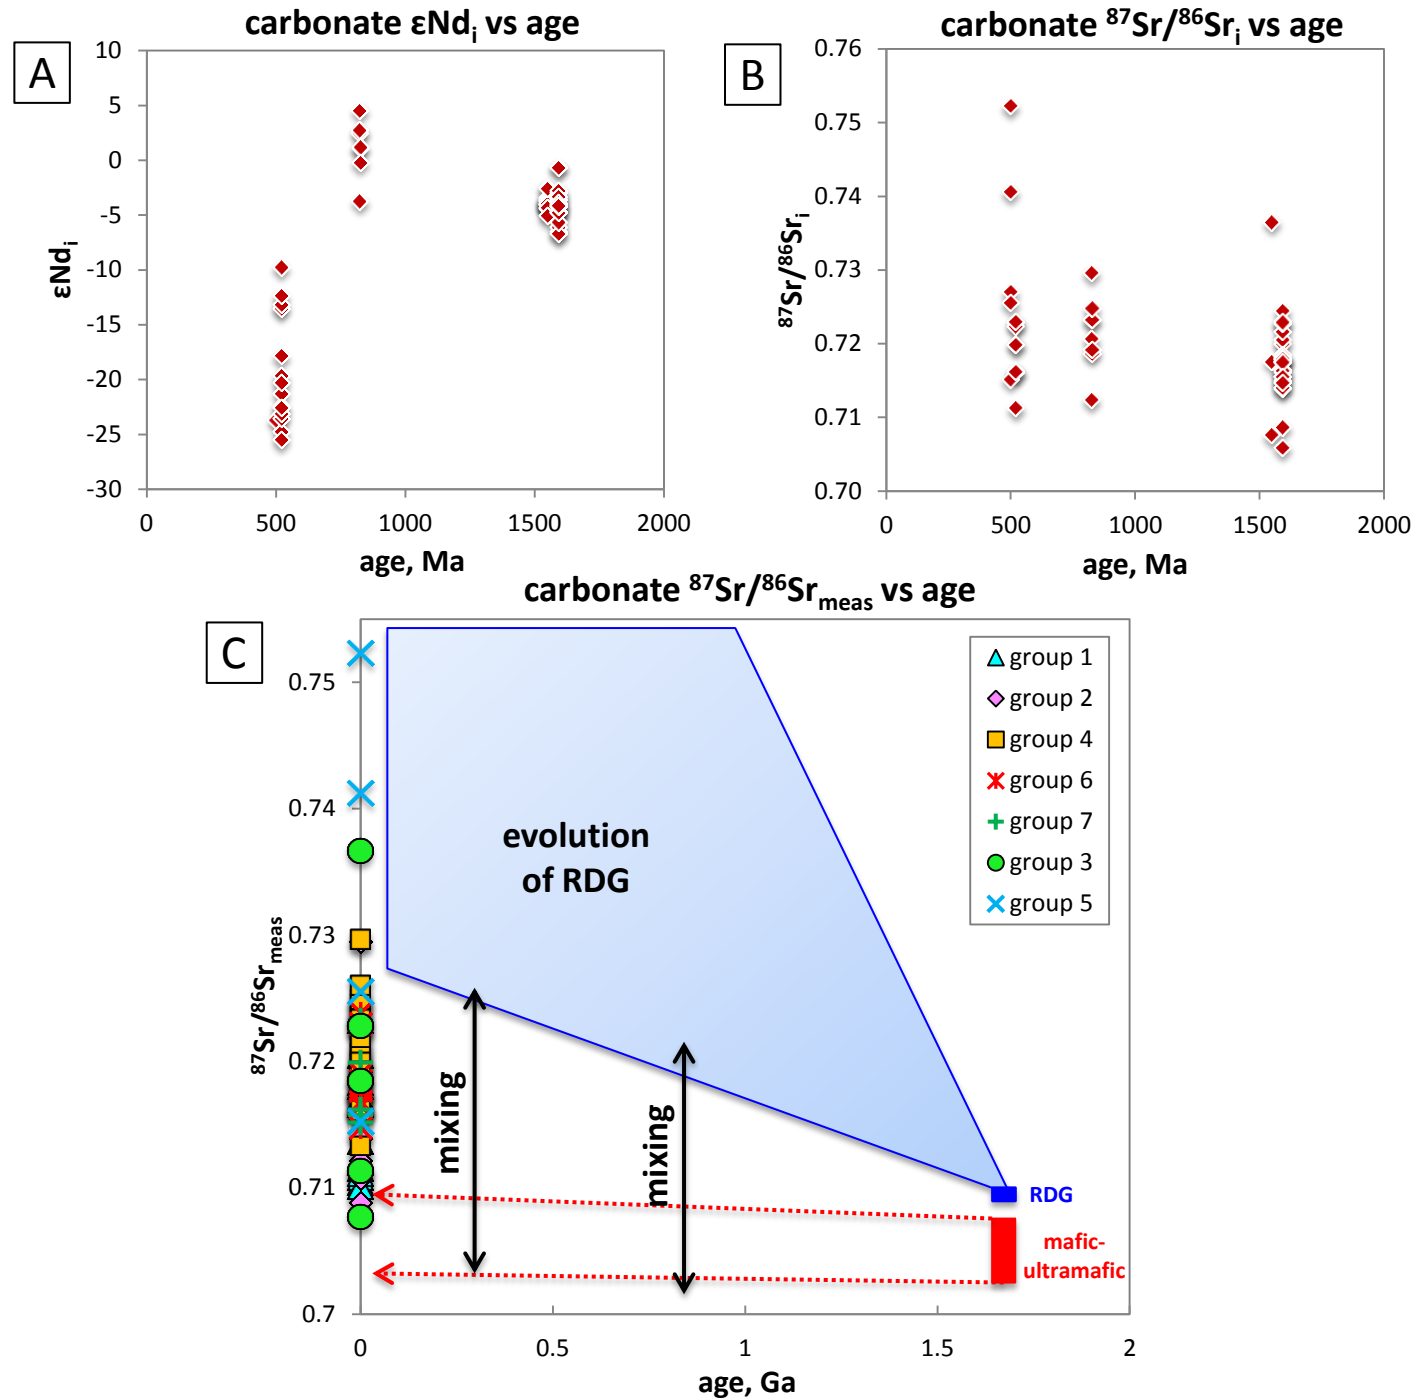 carbonate εNdᵢ vs age
A
10
5
0
-5
-10
-15
-20
-25
-30
εNdᵢ
0 500 1000 1500 2000
age, Ma
carbonate ⁸⁷Sr/⁸⁶Srᵢ vs age
B
0.76
0.75
0.74
0.73
0.72
0.71
0.70
⁸⁷Sr/⁸⁶Srᵢ
0 500 1000 1500 2000
age, Ma
carbonate ⁸⁷Sr/⁸⁶Sr_meas vs age
C
0.75
0.74
0.73
0.72
0.71
0.7
⁸⁷Sr/⁸⁶Sr_meas
group 1
group 2
group 4
group 6
group 7
group 3
group 5
evolution
of RDG
mixing
mixing
RDG
mafic-
ultramafic
0 0.5 1 1.5 2
age, Ga